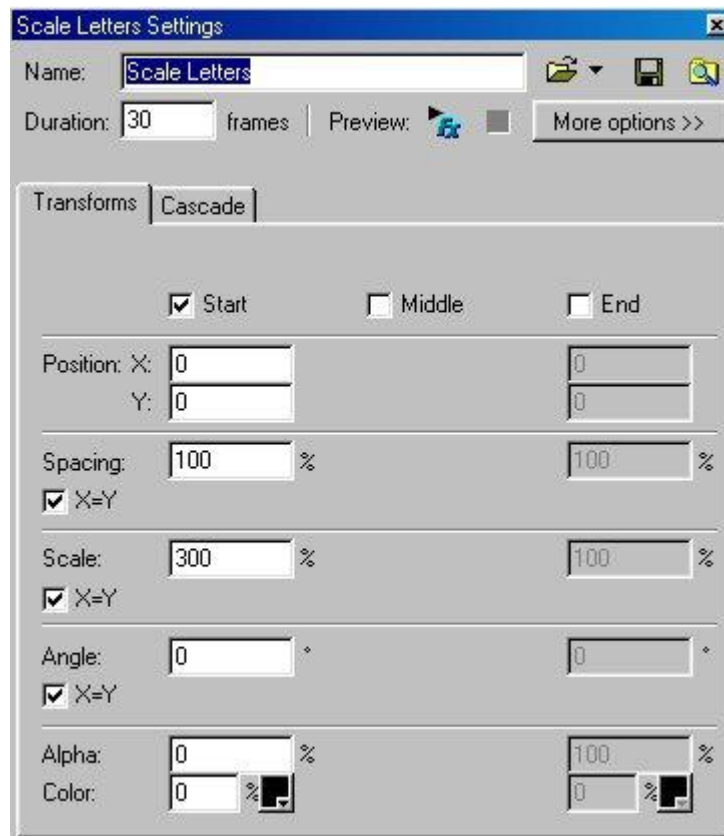 Scale Letters Settings
Name: Scale Letters
Duration: 30 frames Preview: Fx More options >>
Transforms Cascade
Start Middle End
Position: X: 0 0
Y: 0 0
Spacing: 100 % 100 %
X=Y
Scale: 300 % 100 %
X=Y
Angle: 0 ° 0 °
X=Y
Alpha: 0 % 100 %
Color: 0 % 0 %